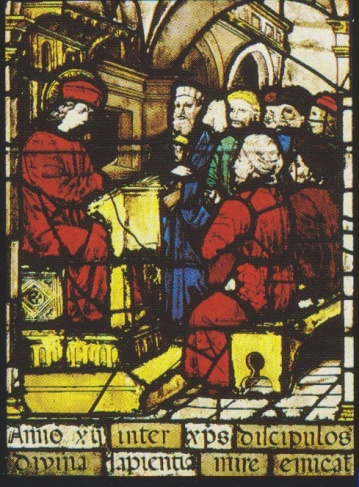 Anno xij inter xps discipulos
divina sapientia mire emicat